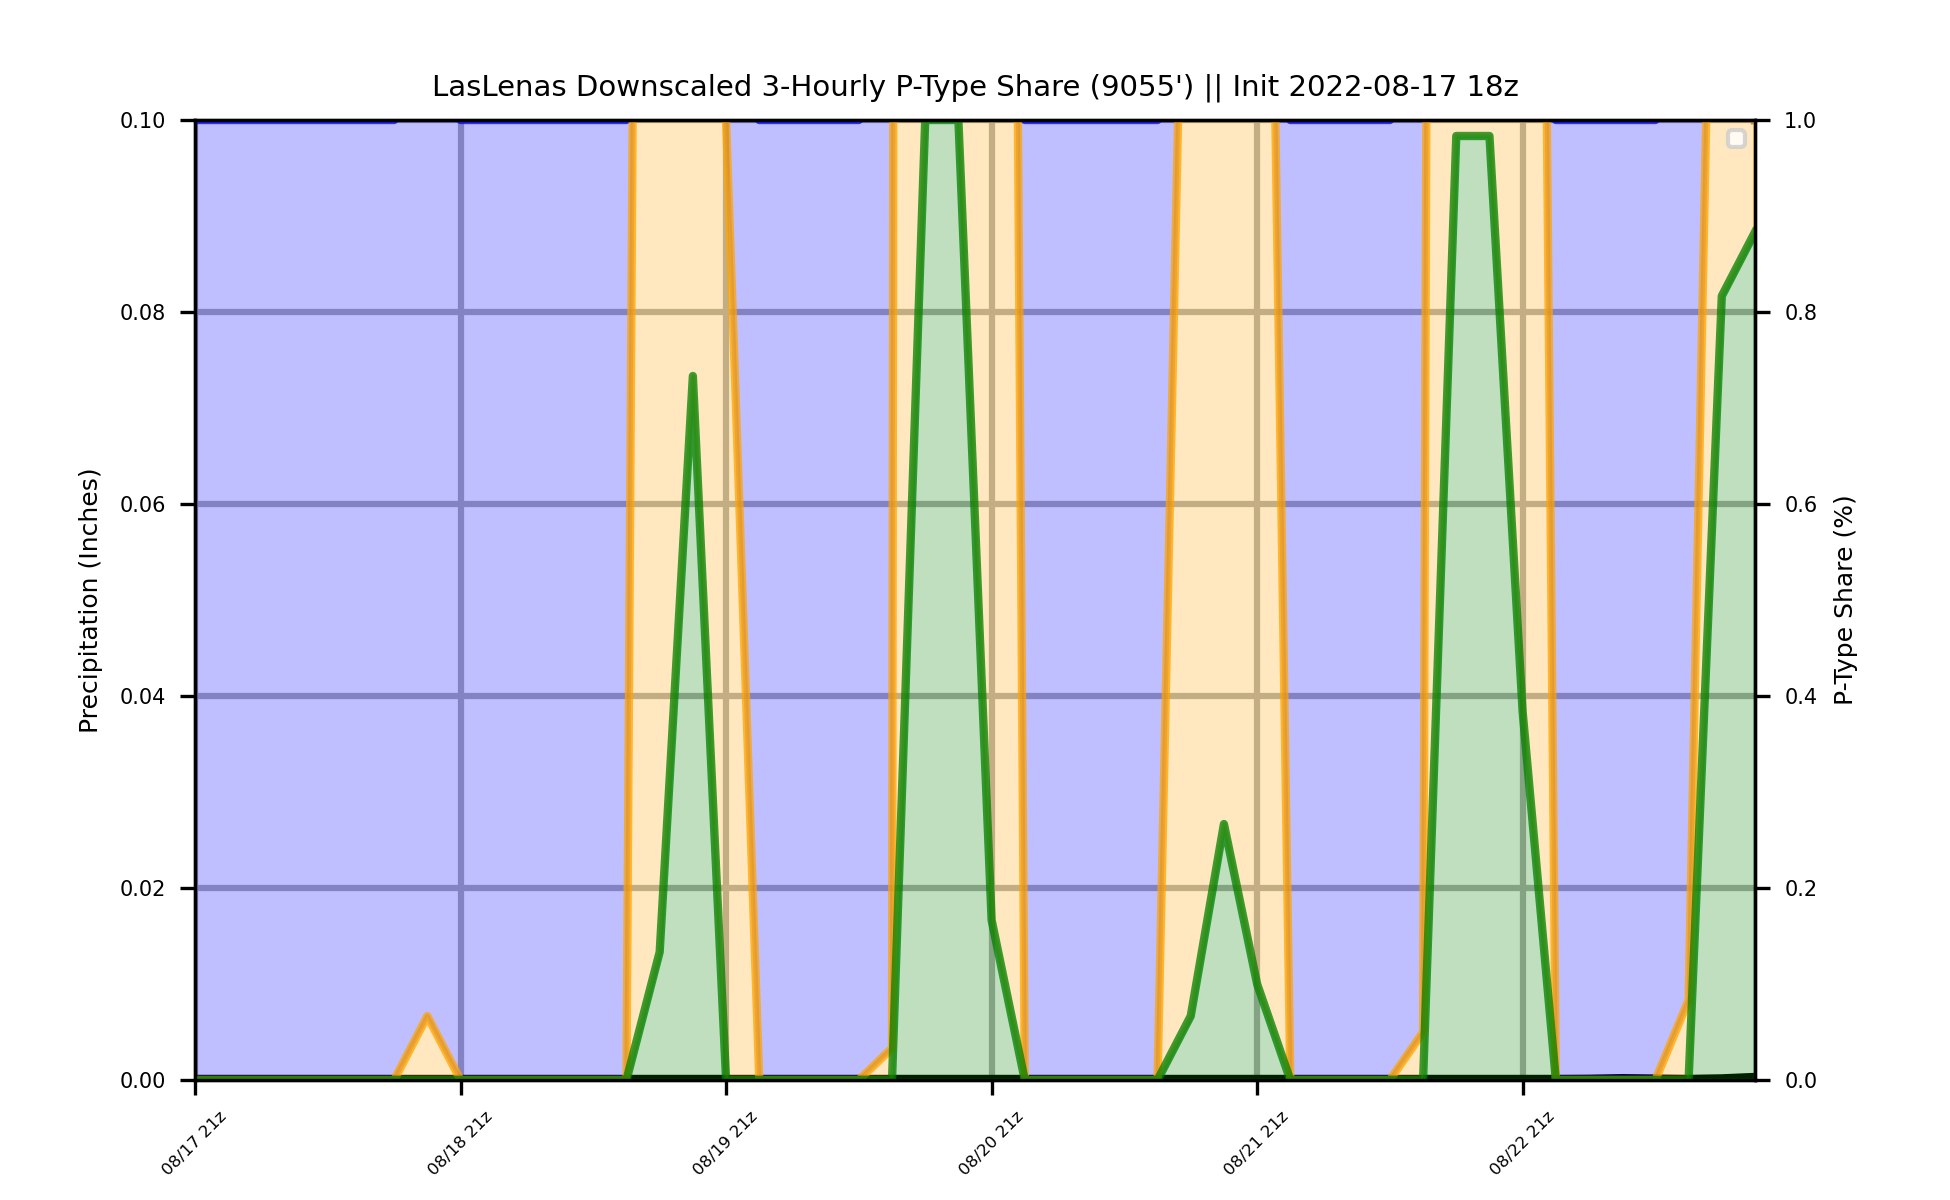 LasLenas Downscaled 3-Hourly P-Type Share (9055') || Init 2022-08-17 18z
0.10
0.08
0.06
0.04
0.02
0.00
Precipitation (Inches)
1.0
0.8
0.6
0.4
0.2
0.0
P-Type Share (%)
08/17 21z
08/18 21z
08/19 21z
08/20 21z
08/21 21z
08/22 21z